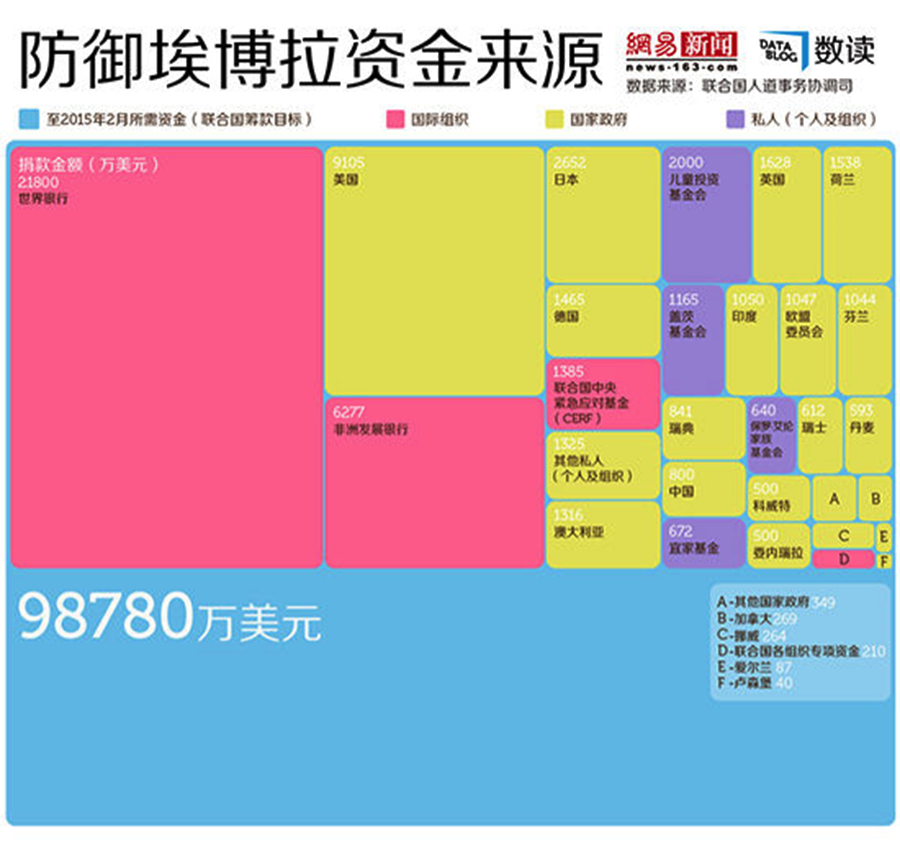 防御埃博拉资金来源
網易 新闻
news·163·com
DATA BLOG 数读
数据来源：联合国人道事务协调司
至2015年2月所需资金（联合国筹款目标）
国际组织
国家政府
私人（个人及组织）
捐款金额（万美元）
21800
世界银行
9105
美国
6277
非洲发展银行
2652
日本
2000
儿童投资
基金会
1628
英国
1538
荷兰
1465
德国
1165
盖茨
基金会
1050
印度
1047
欧盟
委员会
1044
芬兰
1385
联合国中央
紧急应对基金
（CERF）
1325
其他私人
（个人及组织）
1316
澳大利亚
841
瑞典
640
保罗·艾伦
家族
基金会
612
瑞士
593
丹麦
800
中国
672
宜家基金
500
科威特
500
委内瑞拉
A
B
C
D
E
F
98780万美元
A-其他国家政府 349
B-加拿大 269
C-挪威 264
D-联合国各组织专项资金 210
E-爱尔兰 87
F-卢森堡 40